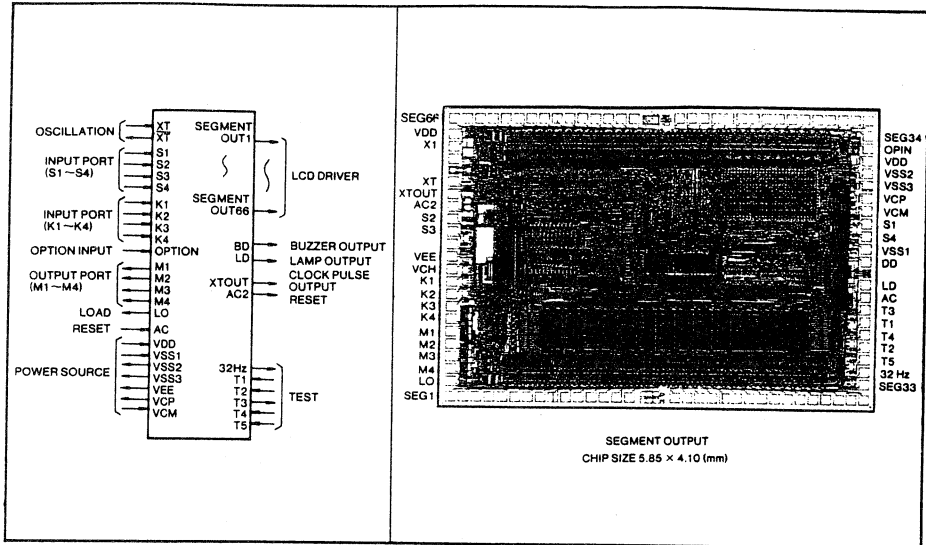 OSCILLATION
XT
XT
INPUT PORT
(S1~S4)
S1
S2
S3
S4
INPUT PORT
(K1~K4)
K1
K2
K3
K4
OPTION INPUT
OPTION
OUTPUT PORT
(M1~M4)
M1
M2
M3
M4
LOAD
LO
RESET
AC
POWER SOURCE
VDD
VSS1
VSS2
VSS3
VEE
VCP
VCM
SEGMENT
OUT1
SEGMENT
OUT66
LCD DRIVER
BD
BUZZER OUTPUT
LD
LAMP OUTPUT
XTOUT
CLOCK PULSE
OUTPUT
AC2
RESET
32Hz
T1
T2
T3
T4
T5
TEST
SEG66
VDD
X1
XT
XTOUT
AC2
S2
S3
VEE
VCH
K1
K2
K3
K4
M1
M2
M3
M4
LO
SEG1
SEG34
OPIN
VDD
VSS2
VSS3
VCP
VCM
S1
S4
VSS1
DD
LD
AC
T3
T1
T4
T2
T5
32 Hz
SEG33
SEGMENT OUTPUT
CHIP SIZE 5.85 × 4.10 (mm)